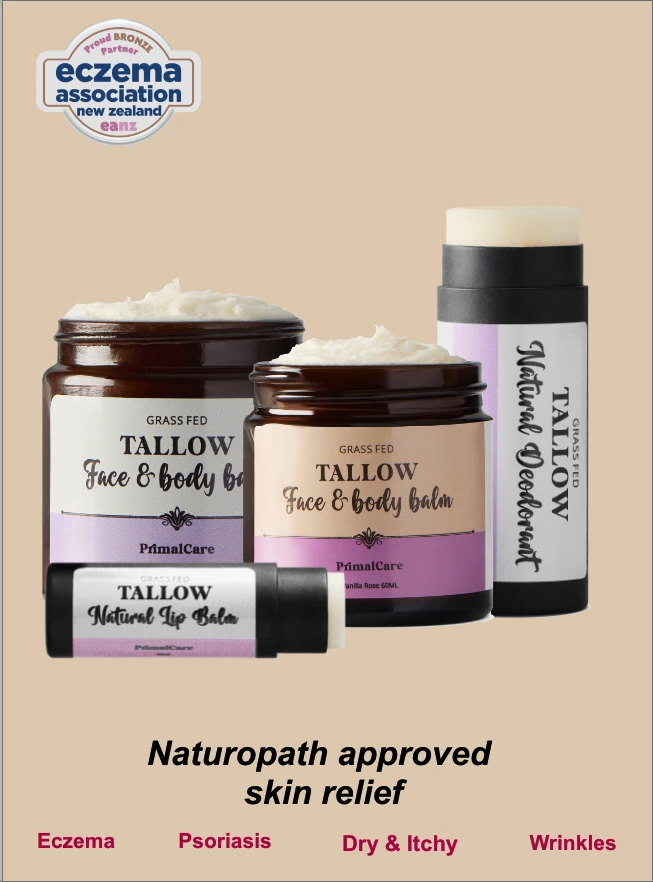 Proud BRONZE
Partner
eczema
association
new zealand
eanz
GRASS FED
TALLOW
Face & body ba
PrimalCare
GRASS FED
TALLOW
Face & body balm
PrimalCare
Vanilla Rose 60ML
GRASS FED
TALLOW
Natural Deodorant
GRASS FED
TALLOW
Natural Lip Balm
PrimalCare
Naturopath approved
skin relief
Eczema Psoriasis Dry & Itchy Wrinkles